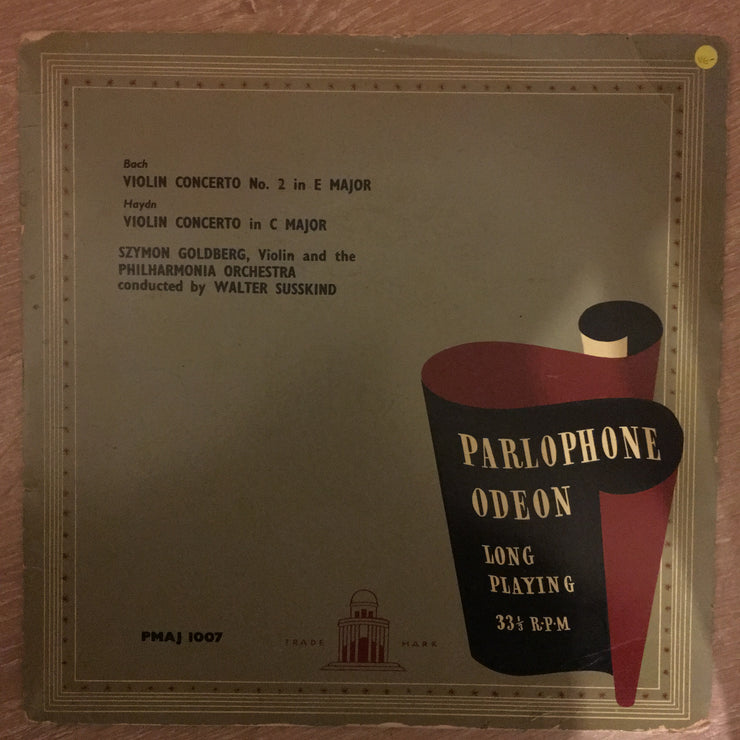 Bach
VIOLIN CONCERTO No. 2 in E MAJOR
Haydn
VIOLIN CONCERTO in C MAJOR
SZYMON GOLDBERG, Violin and the
PHILHARMONIA ORCHESTRA
conducted by WALTER SUSSKIND
PARLOPHONE
ODEON
LONG
PLAYING
33⅓ R·P·M
PMAJ 1007
TRADE MARK